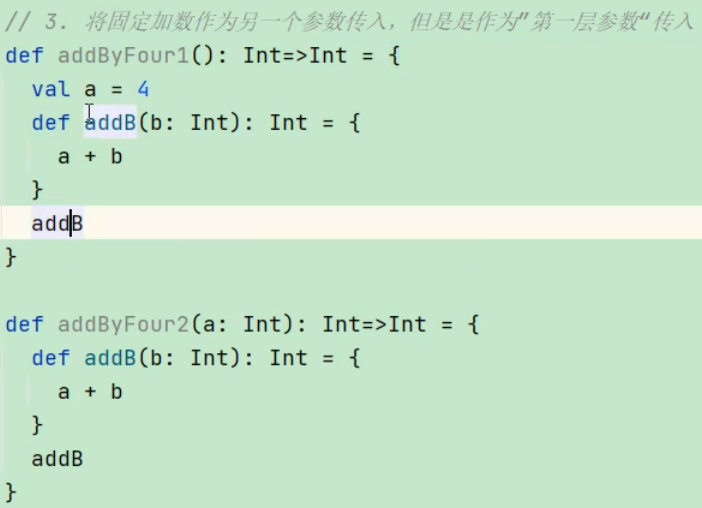 // 3. 将固定加数作为另一个参数传入，但是是作为”第一层参数“传入
def addByFour1(): Int=>Int = {
  val a = 4
  def addB(b: Int): Int = {
    a + b
  }
  addB
}
def addByFour2(a: Int): Int=>Int = {
  def addB(b: Int): Int = {
    a + b
  }
  addB
}